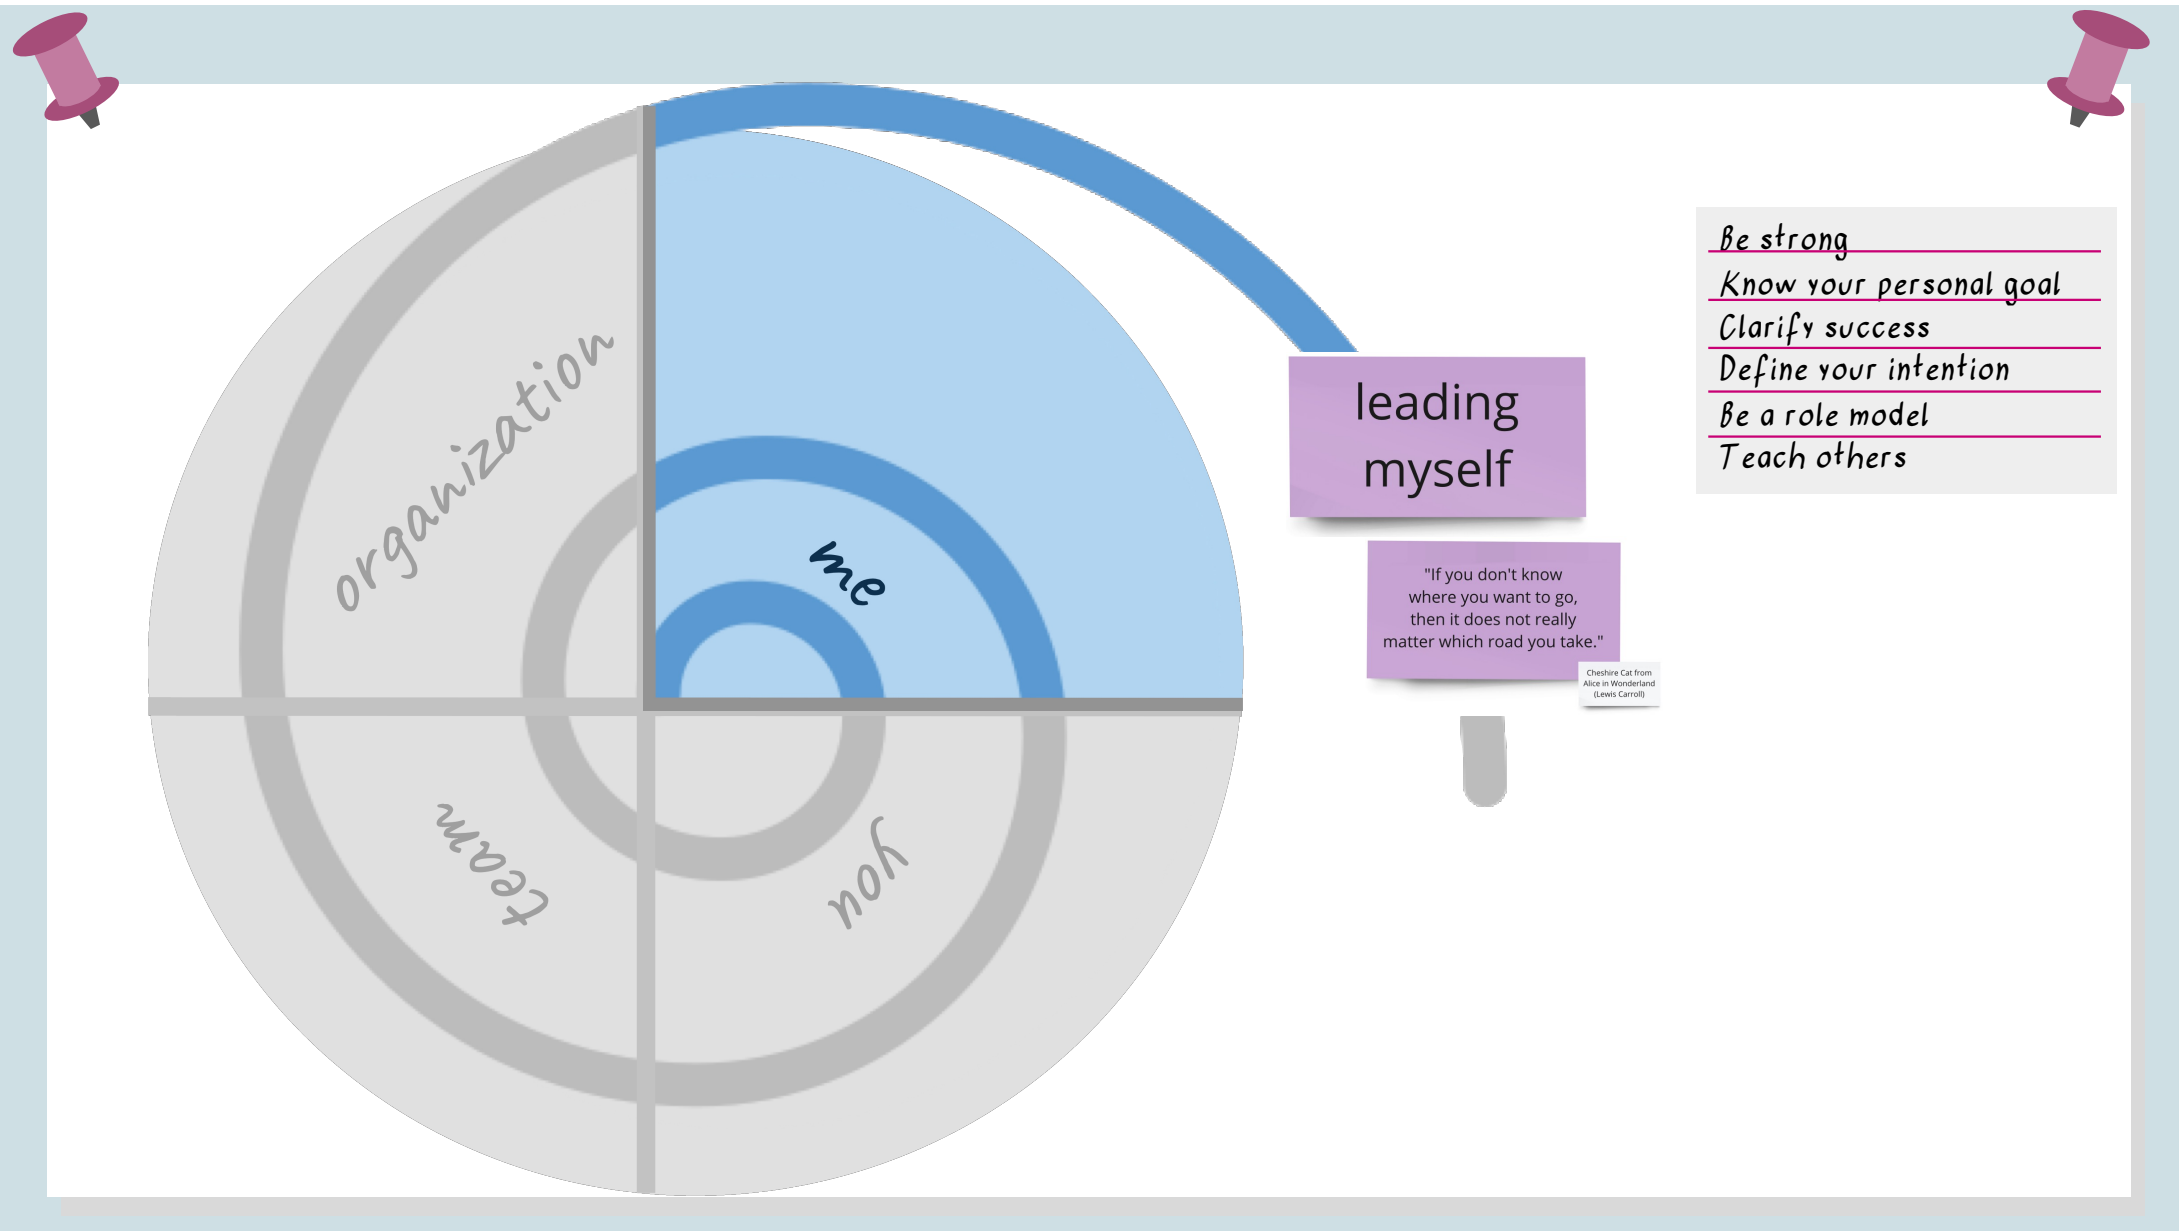 organization
me
team
you
leading
myself
"If you don't know
where you want to go,
then it does not really
matter which road you take."
Cheshire Cat from
Alice in Wonderland
(Lewis Carroll)
Be strong
Know your personal goal
Clarify success
Define your intention
Be a role model
Teach others